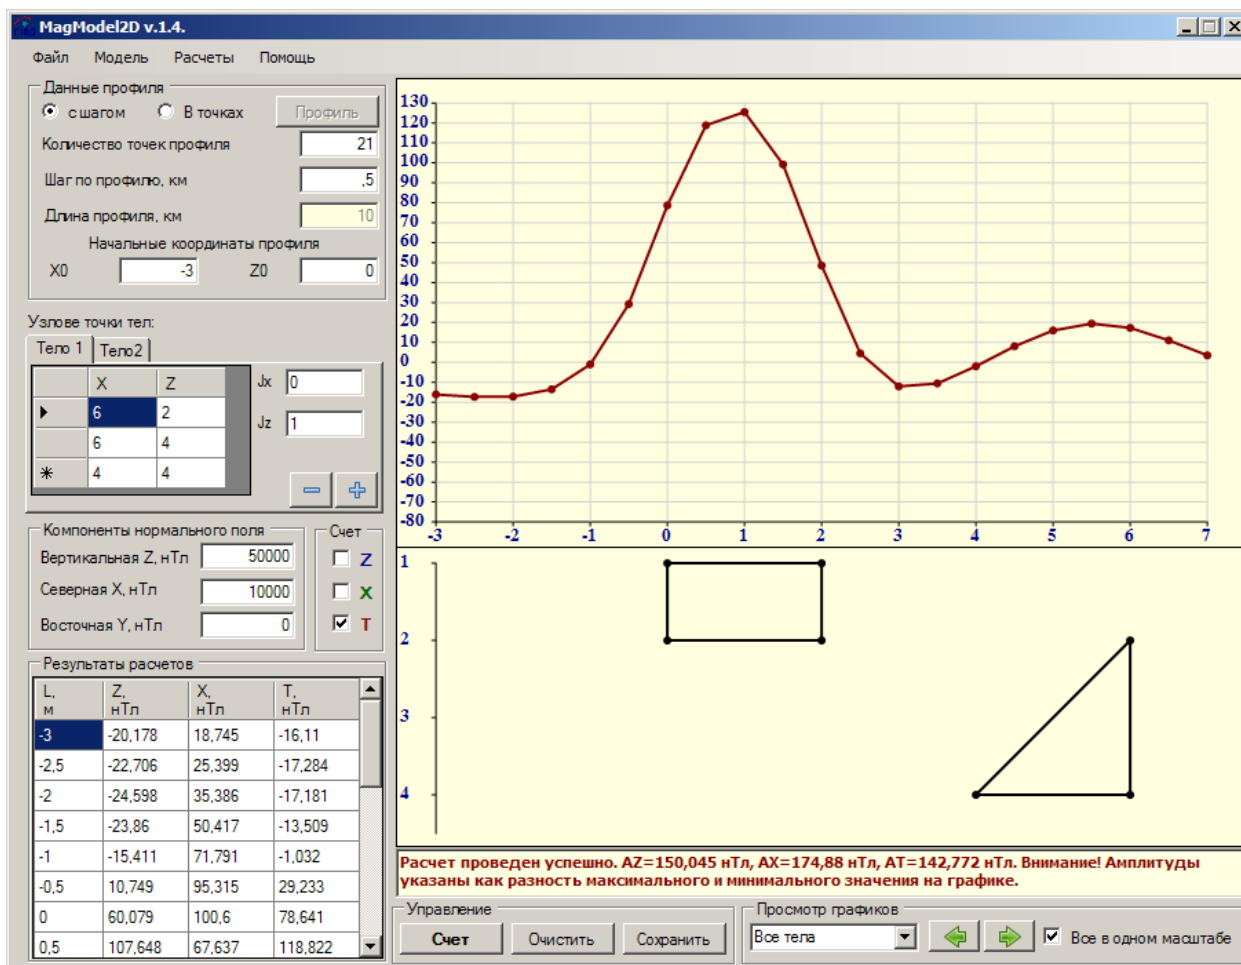 MagModel2D v.1.4.
Файл Модель Расчеты Помощь
Данные профиля
с шагом В точках Профиль
Количество точек профиля 21
Шаг по профилю, км ,5
Длина профиля, км 10
Начальные координаты профиля
X0 -3 Z0 0
Узлове точки тел:
Тело 1 Тело2
X Z
6 2
6 4
4 4
Jx 0
Jz 1
Компоненты нормального поля
Вертикальная Z, нТл 50000
Северная X, нТл 10000
Восточная Y, нТл 0
Счет
Z
X
T
Результаты расчетов
L, м Z, нТл X, нТл T, нТл
-3 -20,178 18,745 -16,11
-2,5 -22,706 25,399 -17,284
-2 -24,598 35,386 -17,181
-1,5 -23,86 50,417 -13,509
-1 -15,411 71,791 -1,032
-0,5 10,749 95,315 29,233
0 60,079 100,6 78,641
0,5 107,648 67,637 118,822
130
120
110
100
90
80
70
60
50
40
30
20
10
0
-10
-20
-30
-40
-50
-60
-70
-80
-3 -2 -1 0 1 2 3 4 5 6 7
1
2
3
4
Расчет проведен успешно. AZ=150,045 нТл, AX=174,88 нТл, AT=142,772 нТл. Внимание! Амплитуды
указаны как разность максимального и минимального значения на графике.
Управление
Счет Очистить Сохранить
Просмотр графиков
Все тела Все в одном масштабе